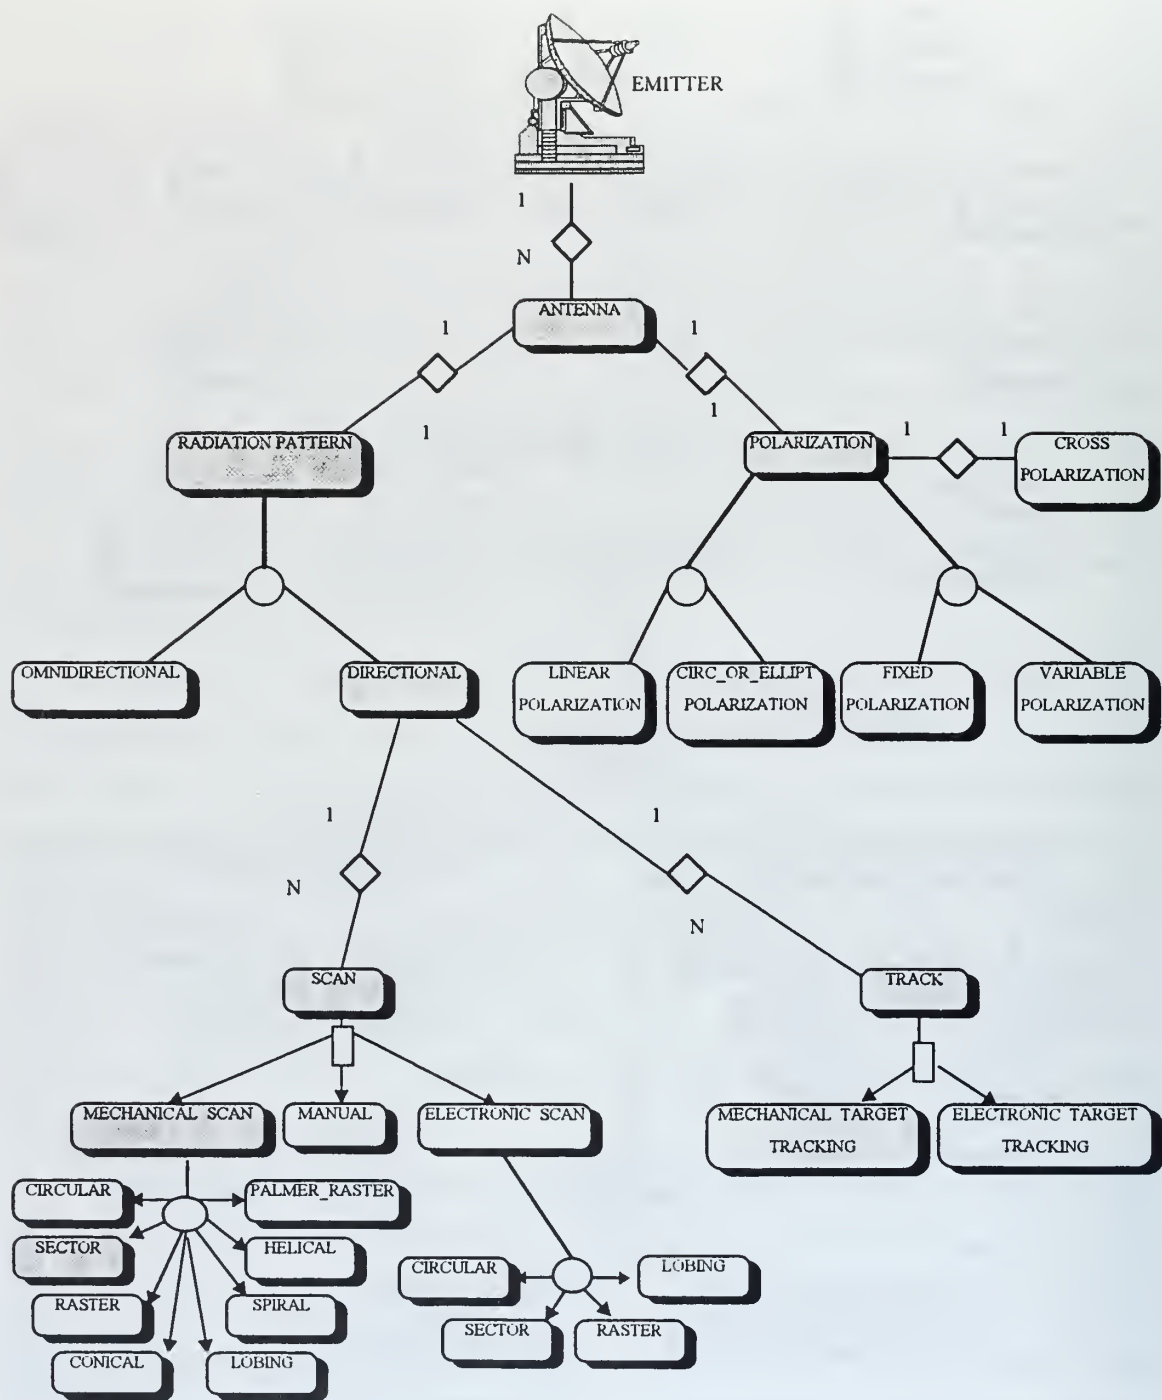 EMITTER
1
N
ANTENNA
1
1
1
1
RADIATION PATTERN
POLARIZATION
1
1
CROSS
POLARIZATION
OMNIDIRECTIONAL
DIRECTIONAL
LINEAR
POLARIZATION
CIRC_OR_ELLIPT
POLARIZATION
FIXED
POLARIZATION
VARIABLE
POLARIZATION
1
N
1
N
SCAN
TRACK
MECHANICAL SCAN
MANUAL
ELECTRONIC SCAN
MECHANICAL TARGET
TRACKING
ELECTRONIC TARGET
TRACKING
CIRCULAR
PALMER_RASTER
SECTOR
HELICAL
RASTER
SPIRAL
CONICAL
LOBING
CIRCULAR
LOBING
SECTOR
RASTER